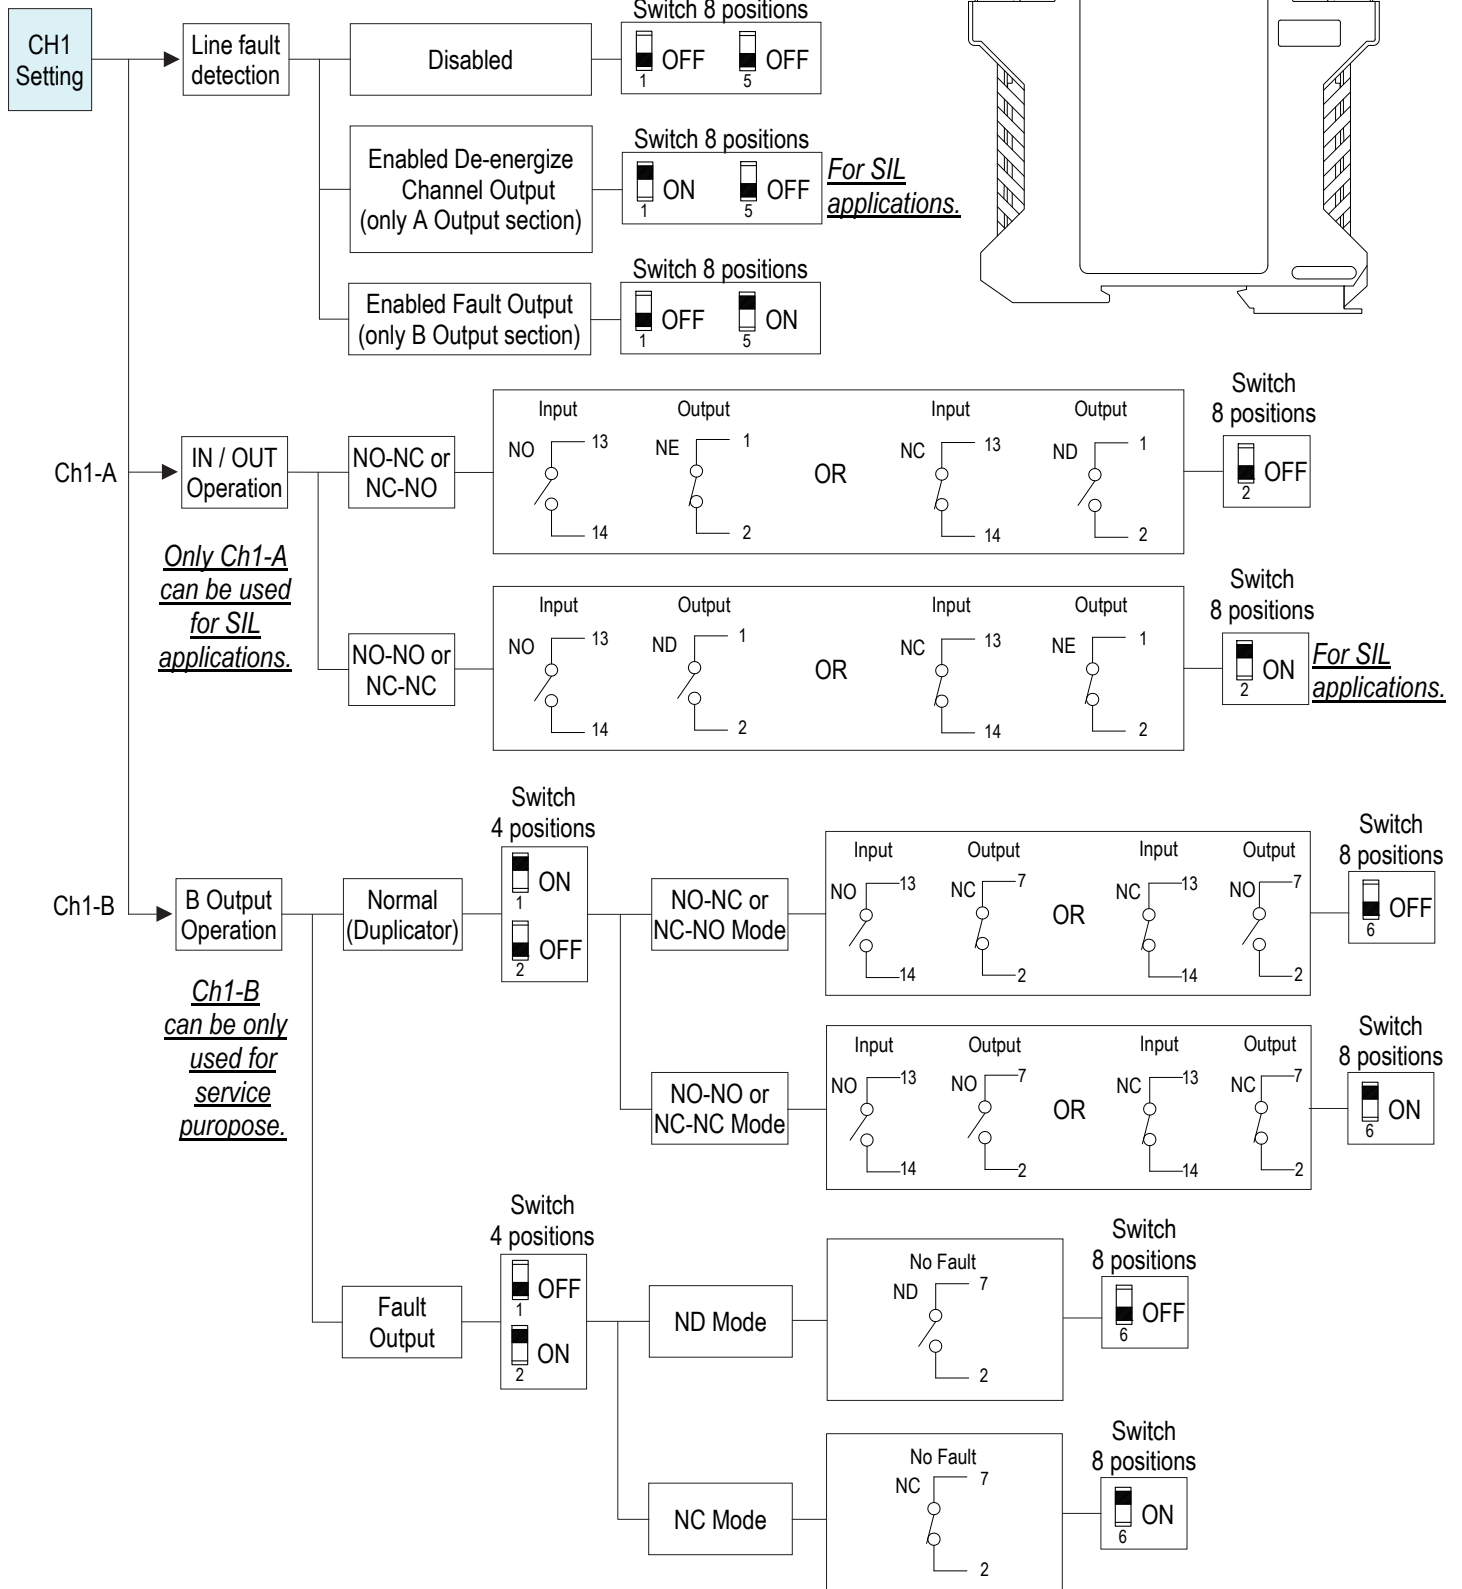 Switch 8 positions
CH1
Setting
Line fault
detection
Disabled
OFF
OFF
1
5
Switch 8 positions
Enabled De-energize
Channel Output
(only A Output section)
ON
OFF
1
5
For SIL
applications.
Switch 8 positions
Enabled Fault Output
(only B Output section)
OFF
ON
1
5
Ch1-A
IN / OUT
Operation
Only Ch1-A
can be used
for SIL
applications.
NO-NC or
NC-NO
Input
Output
Input
Output
NO
13
14
NE
1
2
OR
NC
13
14
ND
1
2
Switch
8 positions
OFF
2
NO-NO or
NC-NC
Input
Output
Input
Output
NO
13
14
ND
1
2
OR
NC
13
14
NE
1
2
Switch
8 positions
ON
2
For SIL
applications.
Ch1-B
B Output
Operation
Ch1-B
can be only
used for
service
puropose.
Normal
(Duplicator)
Switch
4 positions
ON
1
OFF
2
NO-NC or
NC-NO Mode
Input
Output
Input
Output
NO
13
14
NC
7
2
OR
NC
13
14
NO
7
2
Switch
8 positions
OFF
6
NO-NO or
NC-NC Mode
Input
Output
Input
Output
NO
13
14
NO
7
2
OR
NC
13
14
NC
7
2
Switch
8 positions
ON
6
Fault
Output
Switch
4 positions
OFF
1
ON
2
ND Mode
No Fault
ND
7
2
Switch
8 positions
OFF
6
NC Mode
No Fault
NC
7
2
Switch
8 positions
ON
6